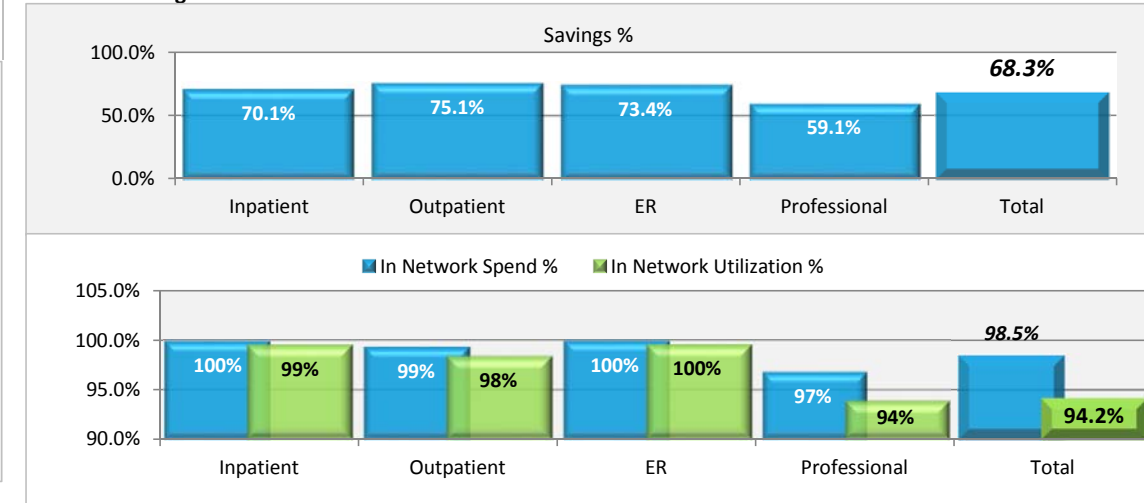 Savings %
100.0%
68.3%
70.1%
75.1%
73.4%
59.1%
50.0%
0.0%
Inpatient Outpatient ER Professional Total
In Network Spend % In Network Utilization %
105.0%
100.0%
98.5%
100% 99% 99% 98% 100% 100%
95.0%
97% 94% 94.2%
90.0%
Inpatient Outpatient ER Professional Total